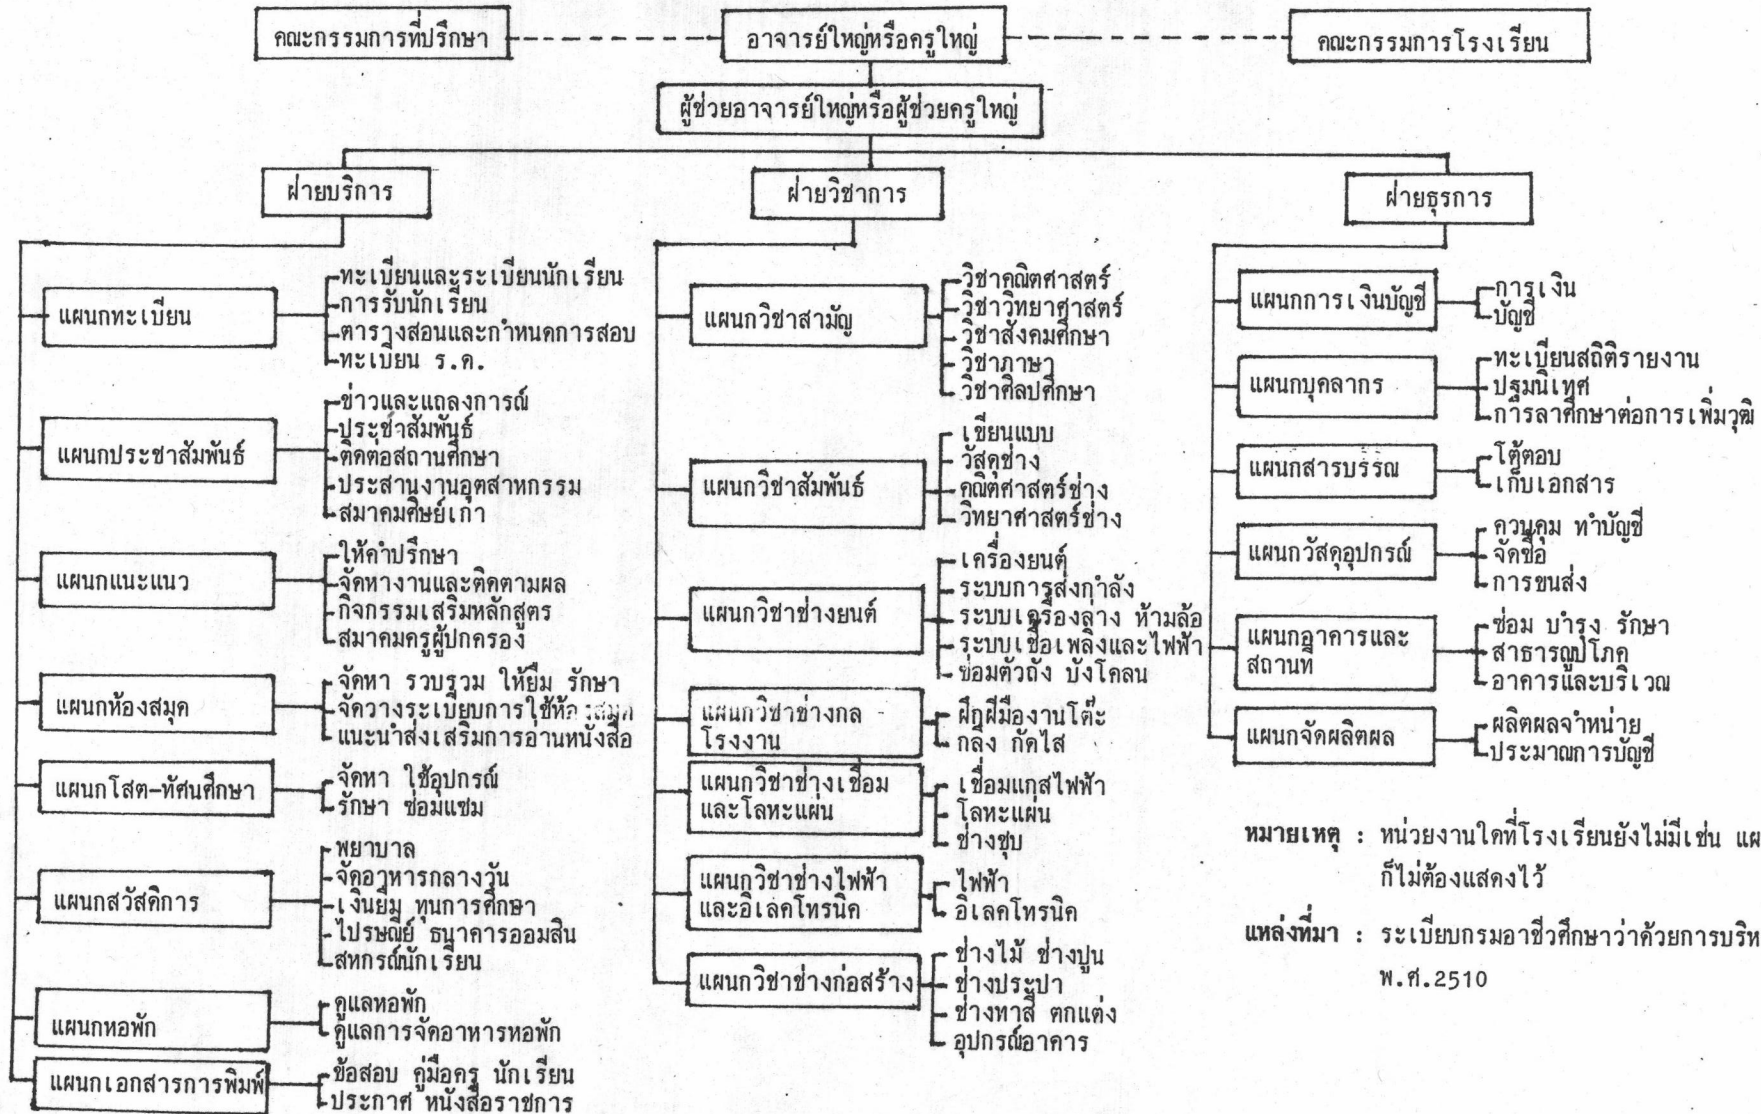 คณะกรรมการที่ปรึกษา
อาจารย์ใหญ่หรือครูใหญ่
คณะกรรมการโรงเรียน
ผู้ช่วยอาจารย์ใหญ่หรือผู้ช่วยครูใหญ่
ฝ่ายบริการ
ฝ่ายวิชาการ
ฝ่ายธุรการ
แผนกทะเบียน
ทะเบียนและระเบียนนักเรียน
การรับนักเรียน
ตารางสอนและกำหนดการสอบ
ทะเบียน ร.ด.
แผนกประชาสัมพันธ์
ข่าวและแถลงการณ์
ประชาสัมพันธ์
ติดต่อสถานศึกษา
ประสานงานอุตสาหกรรม
สมาคมศิษย์เก่า
แผนกแนะแนว
ให้คำปรึกษา
จัดหางานและติดตามผล
กิจกรรมเสริมหลักสูตร
สมาคมครูผู้ปกครอง
แผนกห้องสมุด
จัดหา รวบรวม ให้ยืม รักษา
จัดวางระเบียบการใช้ห้องสมุด
แนะนำส่งเสริมการอ่านหนังสือ
แผนกโสต-ทัศนศึกษา
จัดหา ใช้อุปกรณ์
รักษา ซ่อมแซม
แผนกสวัสดิการ
พยาบาล
จัดอาหารกลางวัน
เงินยืม ทุนการศึกษา
ไปรษณีย์ ธนาคารออมสิน
สหกรณ์นักเรียน
แผนกหอพัก
ดูแลหอพัก
ดูแลการจัดอาหารหอพัก
แผนกเอกสารการพิมพ์
ข้อสอบ คู่มือครู นักเรียน
ประกาศ หนังสือราชการ
แผนกวิชาสามัญ
วิชาคณิตศาสตร์
วิชาวิทยาศาสตร์
วิชาสังคมศึกษา
วิชาภาษา
วิชาศิลปศึกษา
แผนกวิชาสัมพันธ์
เขียนแบบ
วัสดุช่าง
คณิตศาสตร์ช่าง
วิทยาศาสตร์ช่าง
แผนกวิชาช่างยนต์
เครื่องยนต์
ระบบการส่งกำลัง
ระบบเครื่องล่าง ห้ามล้อ
ระบบเชื้อเพลิงและไฟฟ้า
ซ่อมตัวถัง บังโคลน
แผนกวิชาช่างกล
โรงงาน
ฝึกฝีมืองานโต๊ะ
กลึง กัดไส
แผนกวิชาช่างเชื่อม
และโลหะแผ่น
เชื่อมแกสไฟฟ้า
โลหะแผ่น
ช่างชุบ
แผนกวิชาช่างไฟฟ้า
และอิเลคโทรนิค
ไฟฟ้า
อิเลคโทรนิค
แผนกวิชาช่างก่อสร้าง
ช่างไม้ ช่างปูน
ช่างประปา
ช่างทาสี ตกแต่ง
อุปกรณ์อาคาร
แผนกการเงินบัญชี
การเงิน
บัญชี
แผนกบุคลากร
ทะเบียนสถิติรายงาน
ปฐมนิเทศ
การลาศึกษาต่อการเพิ่มวุฒิ
แผนกสารบรรณ
โต้ตอบ
เก็บเอกสาร
แผนกวัสดุอุปกรณ์
ควบคุม ทำบัญชี
จัดซื้อ
การขนส่ง
แผนกอาคารและ
สถานที่
ซ่อม บำรุง รักษา
สาธารณูปโภค
อาคารและบริเวณ
แผนกจัดผลิตผล
ผลิตผลจำหน่าย
ประมาณการบัญชี
หมายเหตุ : หน่วยงานใดที่โรงเรียนยังไม่มีเช่น แผ
ก็ไม่ต้องแสดงไว้
แหล่งที่มา : ระเบียบกรมอาชีวศึกษาว่าด้วยการบริห
พ.ศ.2510